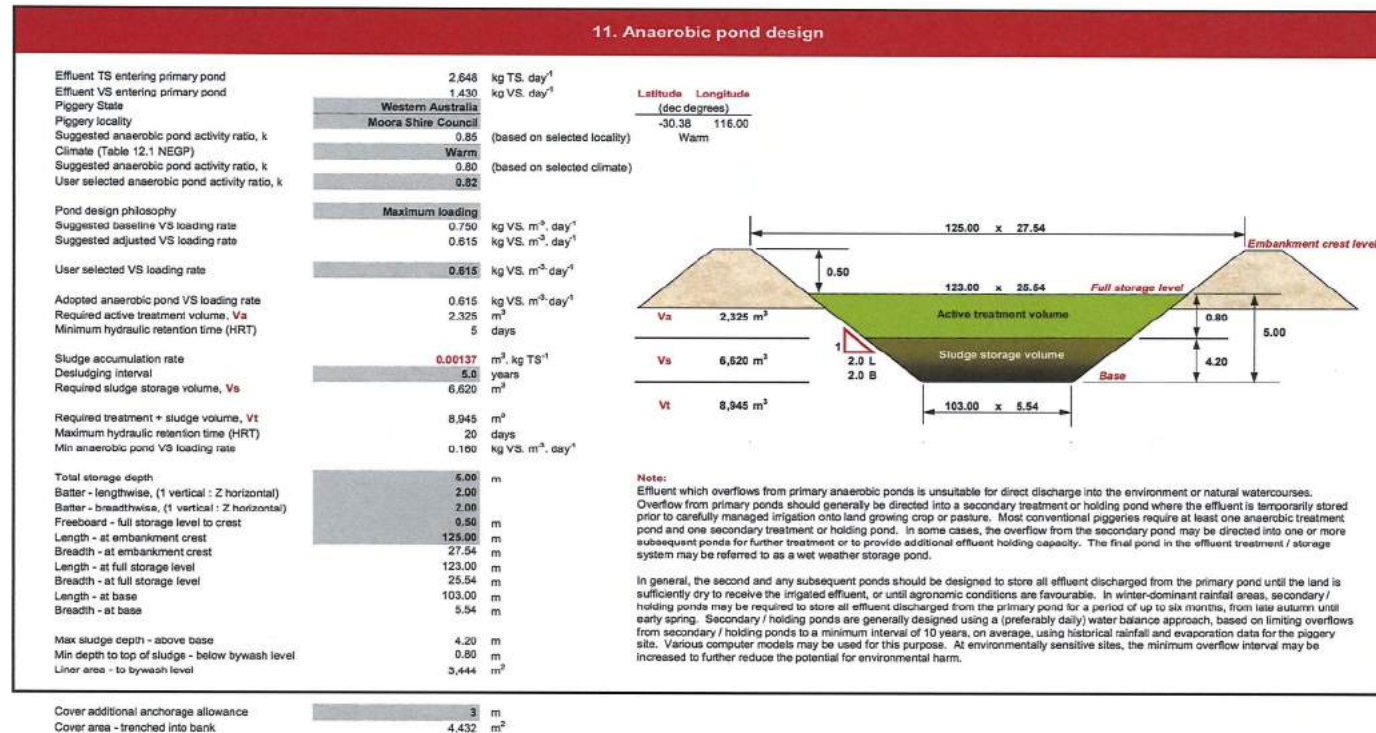 11. Anaerobic pond design
Effluent TS entering primary pond 2,648 kg TS. day⁻¹
Effluent VS entering primary pond 1,430 kg VS. day⁻¹
Piggery State Western Australia
Piggery locality Moora Shire Council
Suggested anaerobic pond activity ratio, k 0.85 (based on selected locality)
Climate (Table 12.1 NEGP) Warm
Suggested anaerobic pond activity ratio, k 0.80 (based on selected climate)
User selected anaerobic pond activity ratio, k 0.82
Latitude Longitude
(dec degrees)
-30.38 116.00
Warm
Pond design philosophy Maximum loading
Suggested baseline VS loading rate 0.750 kg VS. m⁻³. day⁻¹
Suggested adjusted VS loading rate 0.615 kg VS. m⁻³. day⁻¹
User selected VS loading rate 0.615 kg VS. m⁻³. day⁻¹
Adopted anaerobic pond VS loading rate 0.615 kg VS. m⁻³. day⁻¹
Required active treatment volume, Va 2,325 m³
Minimum hydraulic retention time (HRT) 5 days
Sludge accumulation rate 0.00137 m³. kg TS⁻¹
Desludging interval 5.0 years
Required sludge storage volume, Vs 6,620 m³
Required treatment + sludge volume, Vt 8,945 m³
Maximum hydraulic retention time (HRT) 20 days
Min anaerobic pond VS loading rate 0.160 kg VS. m⁻³. day⁻¹
Total storage depth 5.00 m
Batter - lengthwise, (1 vertical : Z horizontal) 2.00
Batter - breadthwise, (1 vertical : Z horizontal) 2.00
Freeboard - full storage level to crest 0.50 m
Length - at embankment crest 125.00 m
Breadth - at embankment crest 27.54 m
Length - at full storage level 123.00 m
Breadth - at full storage level 25.54 m
Length - at base 103.00 m
Breadth - at base 5.54 m
Max sludge depth - above base 4.20 m
Min depth to top of sludge - below bywash level 0.80 m
Liner area - to bywash level 3,444 m²
125.00 x 27.54
Embankment crest level
0.50
123.00 x 25.54 Full storage level
Va 2,325 m³ Active treatment volume 0.80
5.00
1
2.0 L
2.0 B
Vs 6,620 m³ Sludge storage volume 4.20
Base
Vt 8,945 m³ 103.00 x 5.54
Note:
Effluent which overflows from primary anaerobic ponds is unsuitable for direct discharge into the environment or natural watercourses.
Overflow from primary ponds should generally be directed into a secondary treatment or holding pond where the effluent is temporarily stored
prior to carefully managed irrigation onto land growing crop or pasture. Most conventional piggeries require at least one anaerobic treatment
pond and one secondary treatment or holding pond. In some cases, the overflow from the secondary pond may be directed into one or more
subsequent ponds for further treatment or to provide additional effluent holding capacity. The final pond in the effluent treatment / storage
system may be referred to as a wet weather storage pond.
In general, the second and any subsequent ponds should be designed to store all effluent discharged from the primary pond until the land is
sufficiently dry to receive the irrigated effluent, or until agronomic conditions are favourable. In winter-dominant rainfall areas, secondary /
holding ponds may be required to store all effluent discharged from the primary pond for a period of up to six months, from late autumn until
early spring. Secondary / holding ponds are generally designed using a (preferably daily) water balance approach, based on limiting overflows
from secondary / holding ponds to a minimum interval of 10 years, on average, using historical rainfall and evaporation data for the piggery
site. Various computer models may be used for this purpose. At environmentally sensitive sites, the minimum overflow interval may be
increased to further reduce the potential for environmental harm.
Cover additional anchorage allowance 3 m
Cover area - trenched into bank 4,432 m²